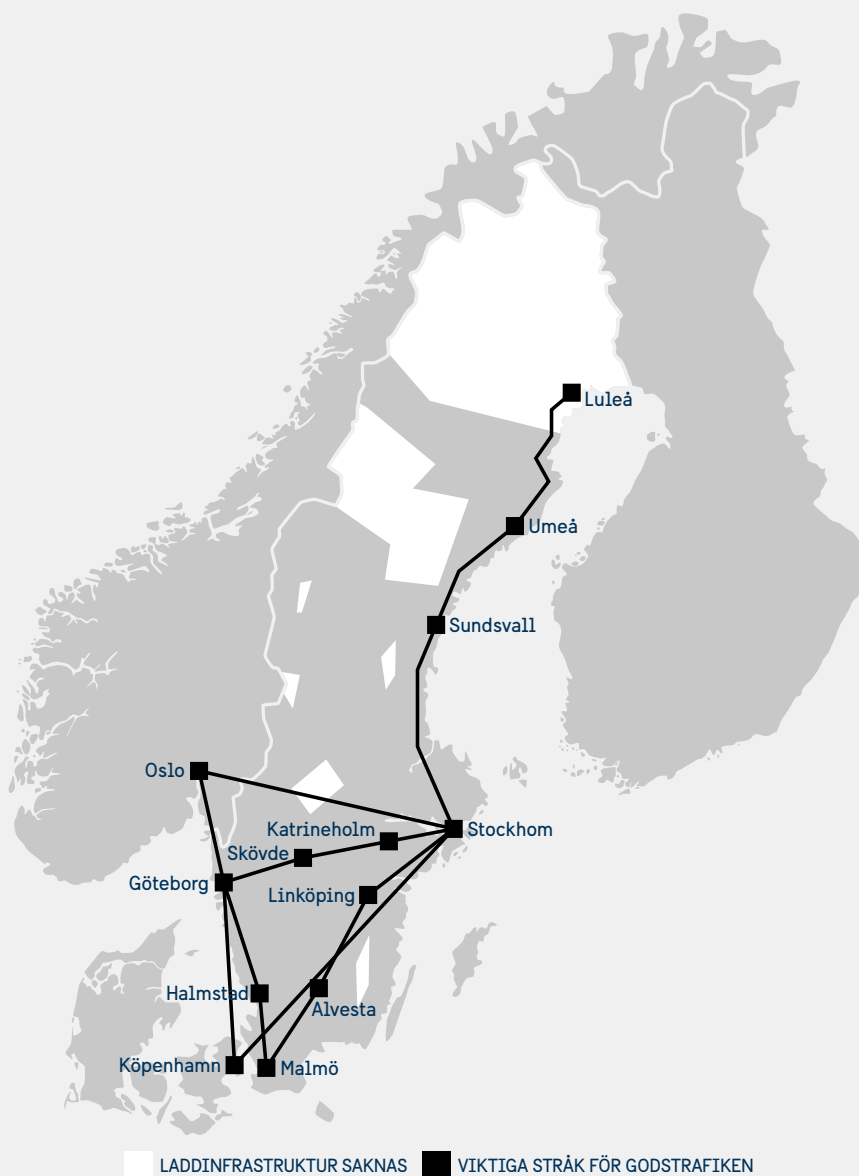 Luleå
Umeå
Sundsvall
Oslo
Katrineholm
Stockhom
Skövde
Göteborg
Linköping
Halmstad
Alvesta
Köpenhamn
Malmö
LADDINFRASTRUKTUR SAKNAS VIKTIGA STRÅK FÖR GODSTRAFIKEN